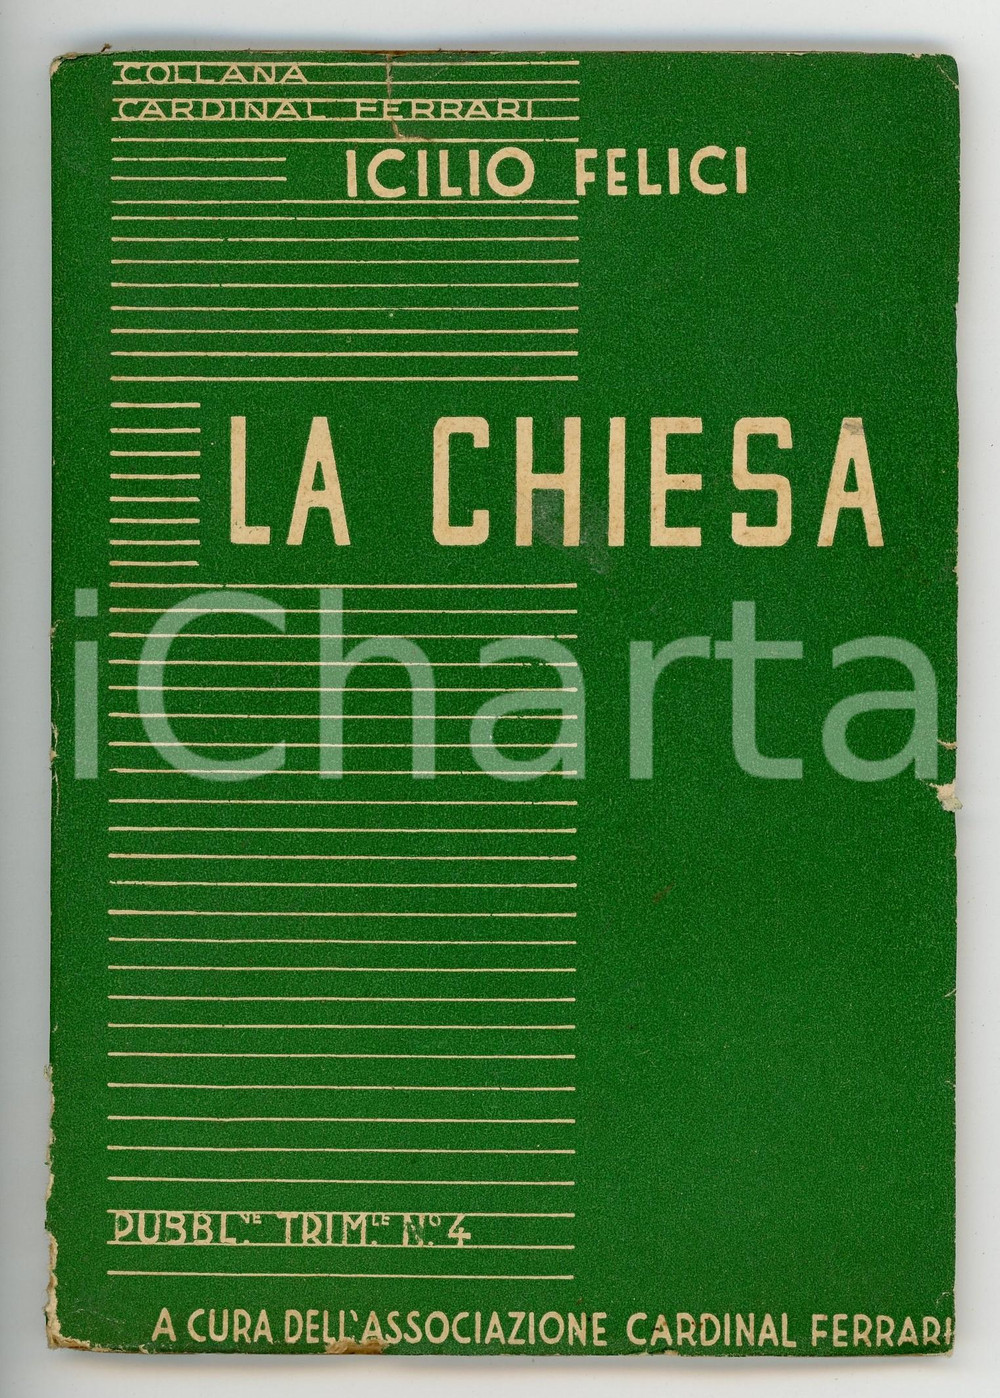 COLLANA
CARDINAL FERRARI
ICILIO FELICI
LA CHIESA
iCharta
PUBBL.NE TRIM.LE N.º 4
A CURA DELL'ASSOCIAZIONE CARDINAL FERRARI